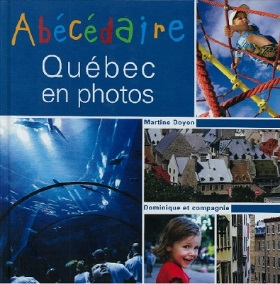 Abécédaire
Québec
en photos
Martine Doyon
Dominique et compagnie